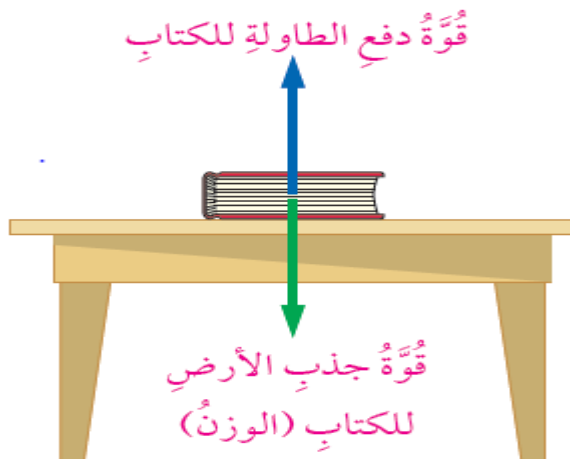 قُوَّةُ دفعِ الطاولةِ للكتابِ
قُوَّةُ جذبِ الأرضِ
للكتابِ (الوزنُ)